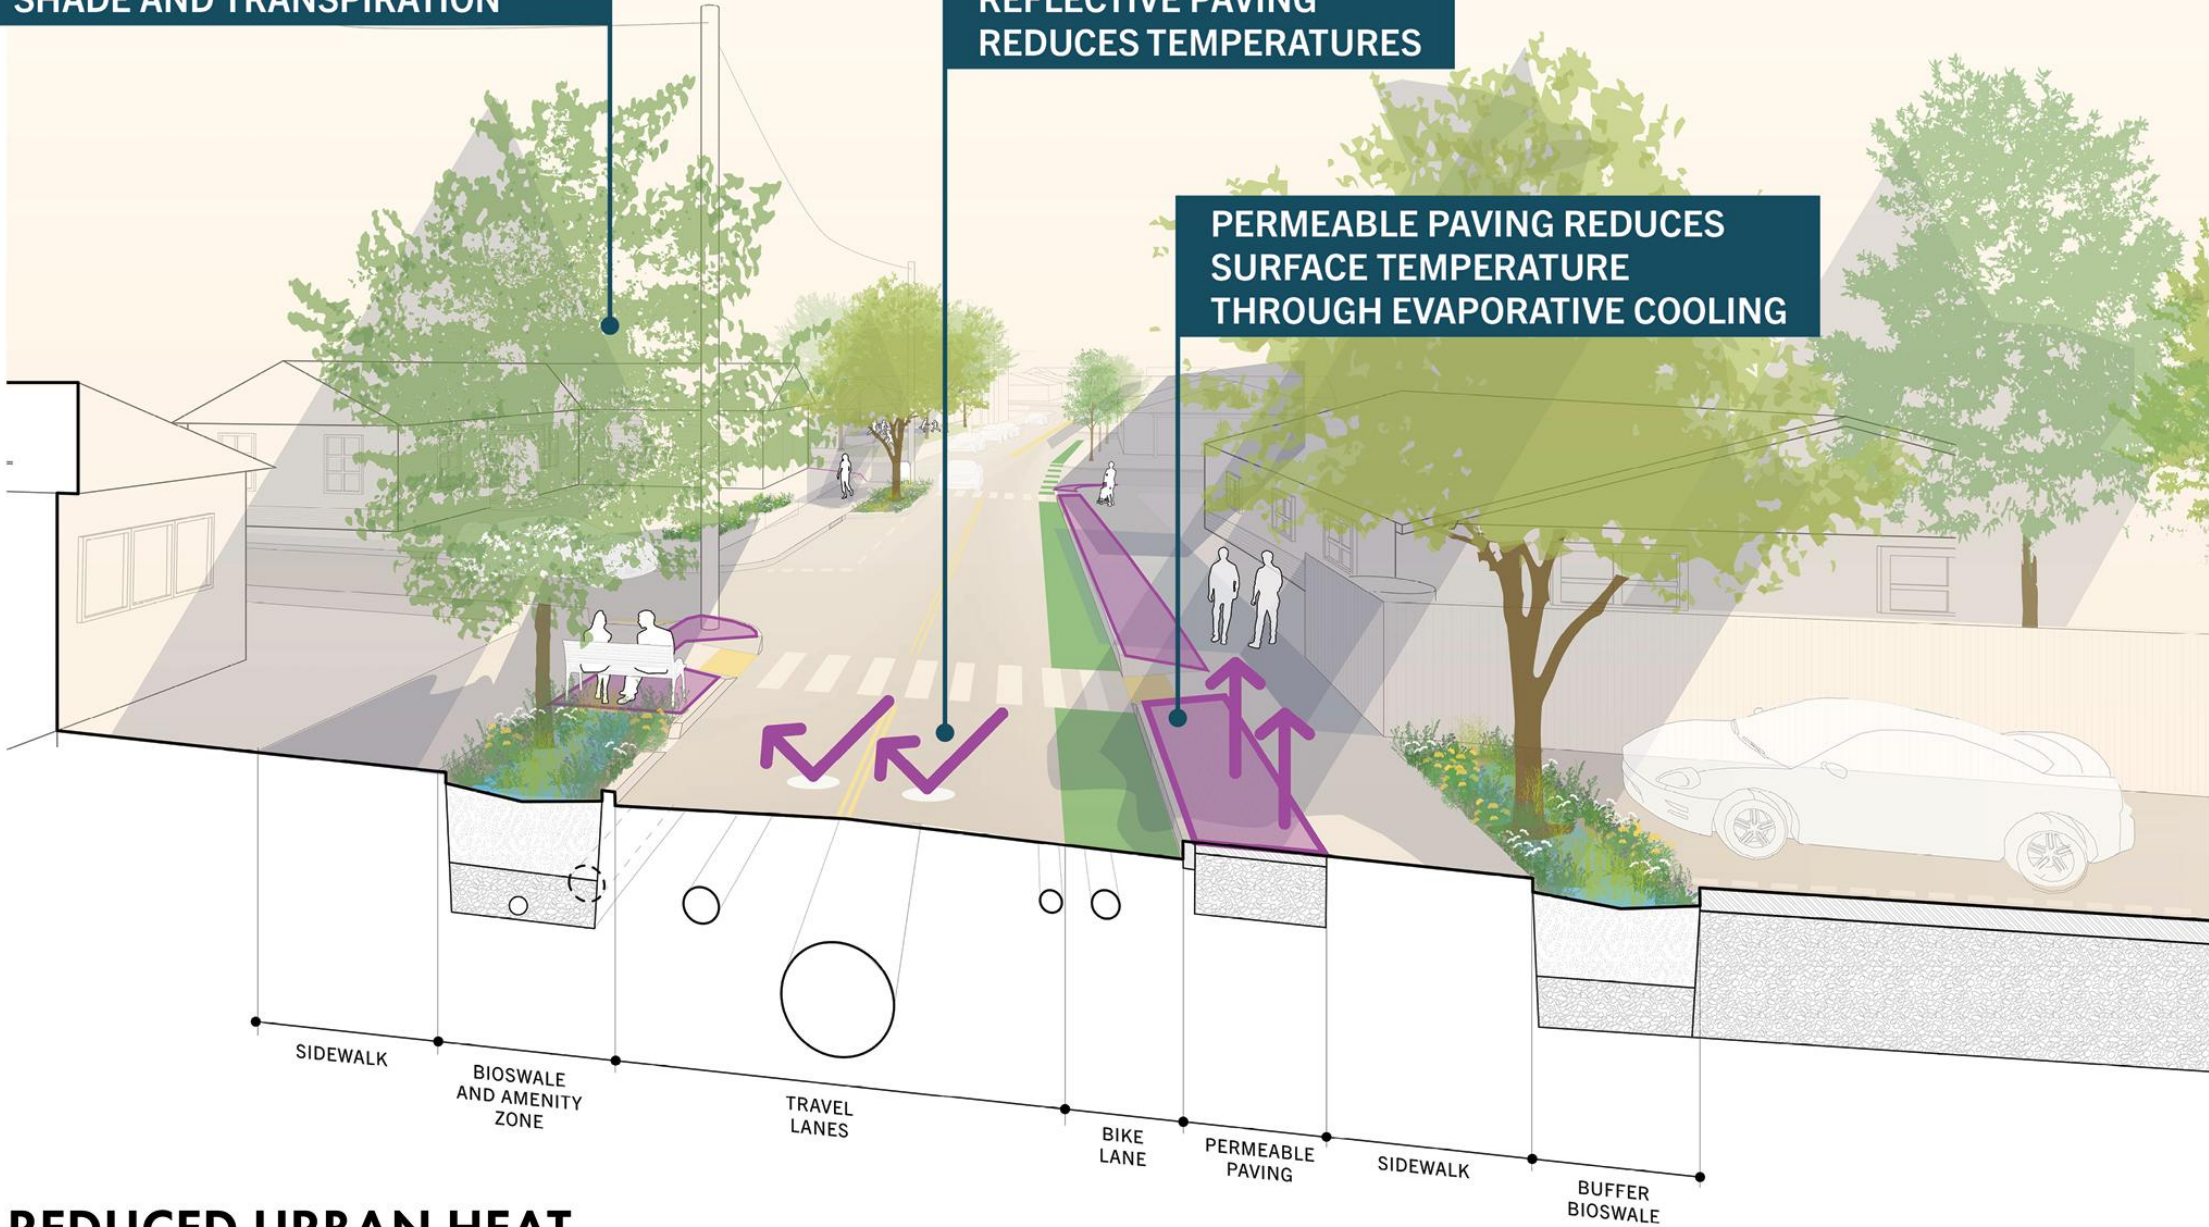 SHADE AND TRANSPIRATION
REFLECTIVE PAVING
REDUCES TEMPERATURES
PERMEABLE PAVING REDUCES
SURFACE TEMPERATURE
THROUGH EVAPORATIVE COOLING
SIDEWALK
BIOSWALE
AND AMENITY
ZONE
TRAVEL
LANES
BIKE
LANE
PERMEABLE
PAVING
SIDEWALK
BUFFER
BIOSWALE
REDUCED URBAN HEAT